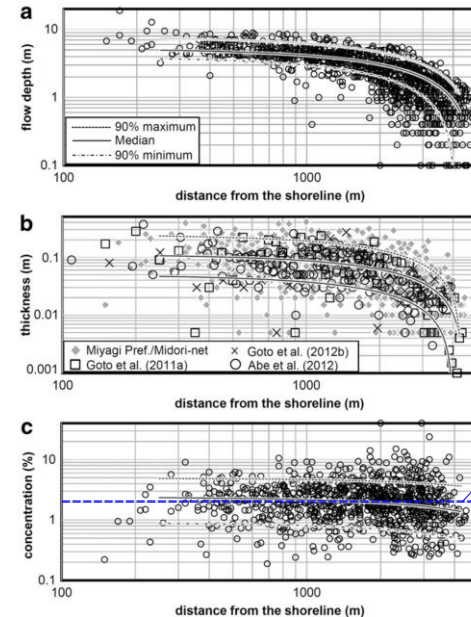 a
flow depth (m)
10
1
0.1
90% maximum
Median
90% minimum
100
1000
distance from the shoreline (m)
b
thickness (m)
0.1
0.01
0.001
Miyagi Pref./Midori-net
Goto et al. (2012b)
Goto et al. (2011a)
Abe et al. (2012)
100
1000
distance from the shoreline (m)
c
concentration (%)
10
1
0.1
100
1000
distance from the shoreline (m)